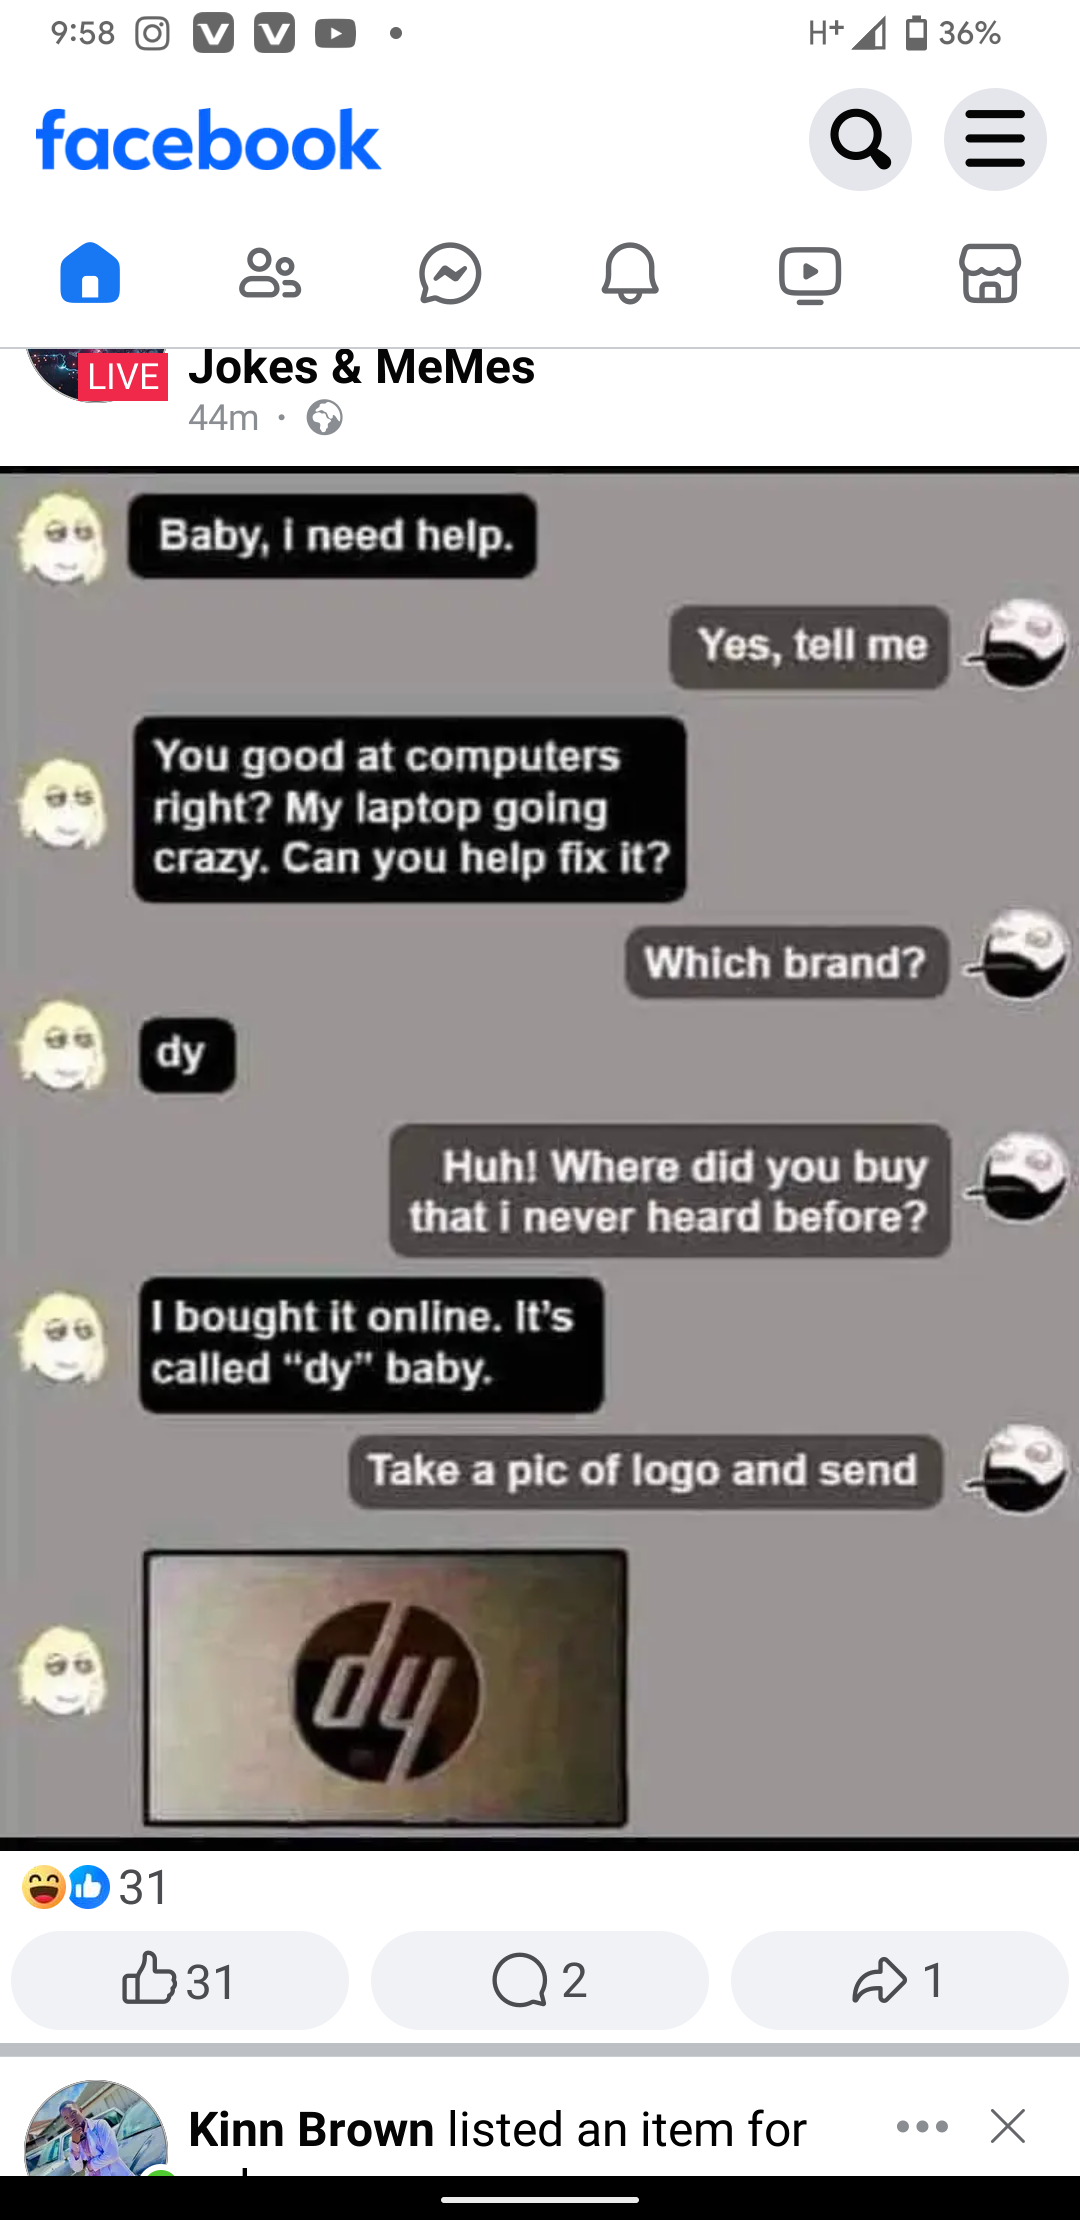 9:58
H+ 36%
facebook
LIVE
Jokes & MeMes
44m ·
Baby, i need help.
Yes, tell me
You good at computers
right? My laptop going
crazy. Can you help fix it?
Which brand?
dy
Huh! Where did you buy
that i never heard before?
I bought it online. It's
called “dy” baby.
Take a pic of logo and send
dy
31
31
2
1
Kinn Brown listed an item for